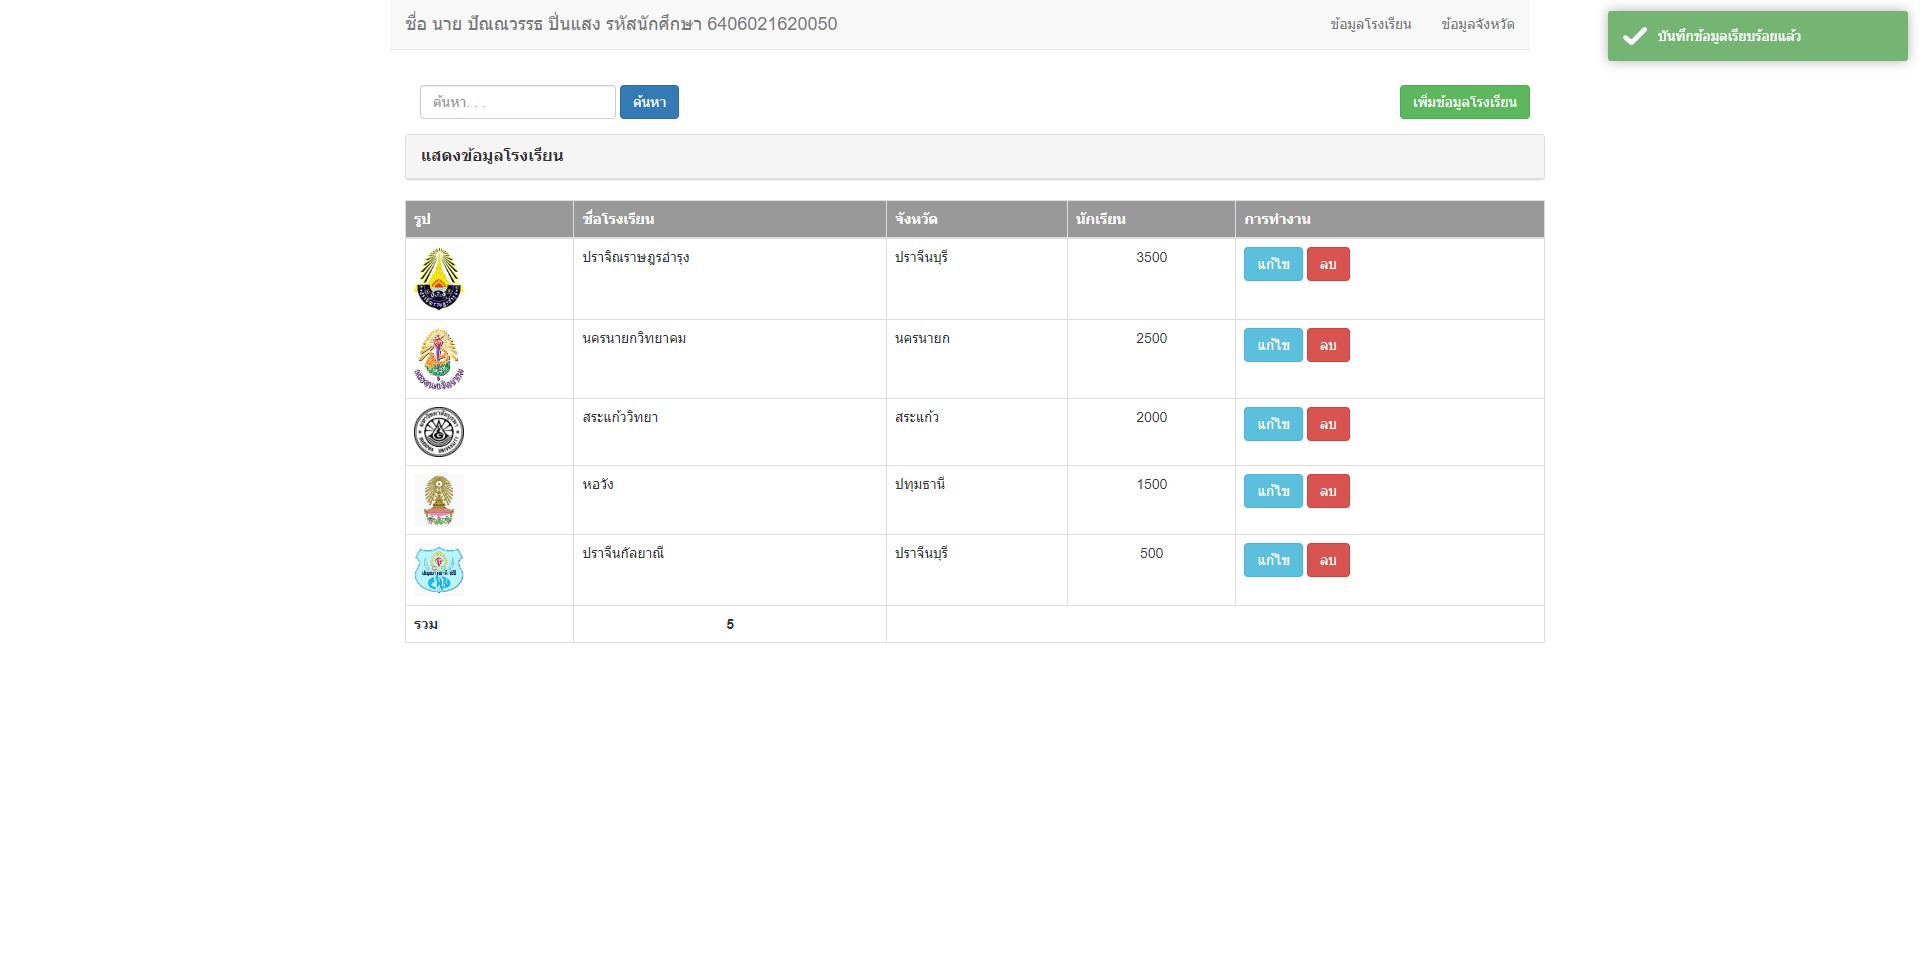 ชื่อ นาย ปัณณวรรธ ปิ่นแสง รหัสนักศึกษา 6406021620050
ข้อมูลโรงเรียน ข้อมูลจังหวัด
บันทึกข้อมูลเรียบร้อยแล้ว
ค้นหา. . . ค้นหา เพิ่มข้อมูลโรงเรียน
แสดงข้อมูลโรงเรียน
รูป ชื่อโรงเรียน จังหวัด นักเรียน การทำงาน
ปราจิณราษฎรอำรุง ปราจีนบุรี 3500 แก้ไข ลบ
นครนายกวิทยาคม นครนายก 2500 แก้ไข ลบ
สระแก้ววิทยา สระแก้ว 2000 แก้ไข ลบ
หอวัง ปทุมธานี 1500 แก้ไข ลบ
ปราจีนกัลยาณี ปราจีนบุรี 500 แก้ไข ลบ
รวม 5